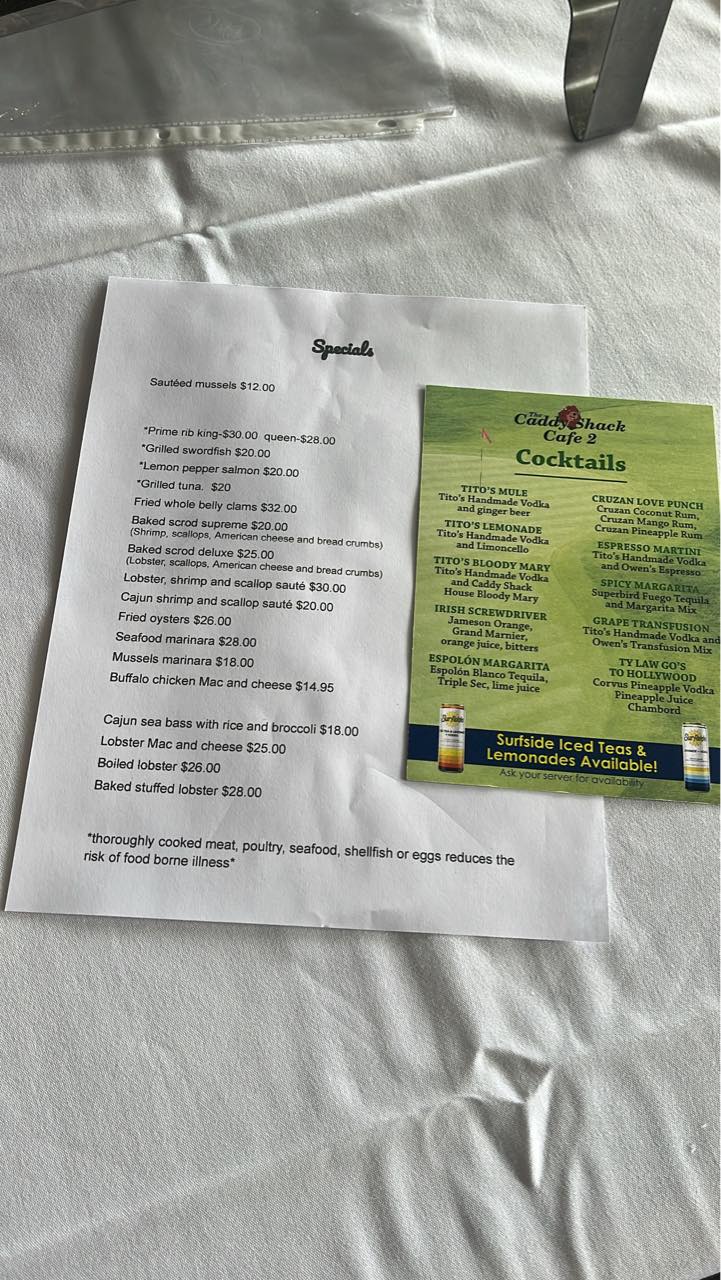 Specials
Sautéed mussels $12.00
*Prime rib king-$30.00 queen-$28.00
*Grilled swordfish $20.00
*Lemon pepper salmon $20.00
*Grilled tuna. $20
Fried whole belly clams $32.00
Baked scrod supreme $20.00
(Shrimp, scallops, American cheese and bread crumbs)
Baked scrod deluxe $25.00
(Lobster, scallops, American cheese and bread crumbs)
Lobster, shrimp and scallop sauté $30.00
Cajun shrimp and scallop sauté $20.00
Fried oysters $26.00
Seafood marinara $28.00
Mussels marinara $18.00
Buffalo chicken Mac and cheese $14.95
Cajun sea bass with rice and broccoli $18.00
Lobster Mac and cheese $25.00
Boiled lobster $26.00
Baked stuffed lobster $28.00
*thoroughly cooked meat, poultry, seafood, shellfish or eggs reduces the
risk of food borne illness*
The
Caddy Shack
Cafe 2
Cocktails
TITO'S MULE
Tito's Handmade Vodka
and ginger beer
TITO'S LEMONADE
Tito's Handmade Vodka
and Limoncello
TITO'S BLOODY MARY
Tito's Handmade Vodka
and Caddy Shack
House Bloody Mary
IRISH SCREWDRIVER
Jameson Orange,
Grand Marnier,
orange juice, bitters
ESPOLÓN MARGARITA
Espolón Blanco Tequila,
Triple Sec, lime juice
CRUZAN LOVE PUNCH
Cruzan Coconut Rum,
Cruzan Mango Rum,
Cruzan Pineapple Rum
ESPRESSO MARTINI
Tito's Handmade Vodka
and Owen's Espresso
SPICY MARGARITA
Superbird Fuego Tequila
and Margarita Mix
GRAPE TRANSFUSION
Tito's Handmade Vodka and
Owen's Transfusion Mix
TY LAW GO'S
TO HOLLYWOOD
Corvus Pineapple Vodka
Pineapple Juice
Chambord
Surfside
Surfside Iced Teas &
Lemonades Available!
Ask your server for availability
Surfside